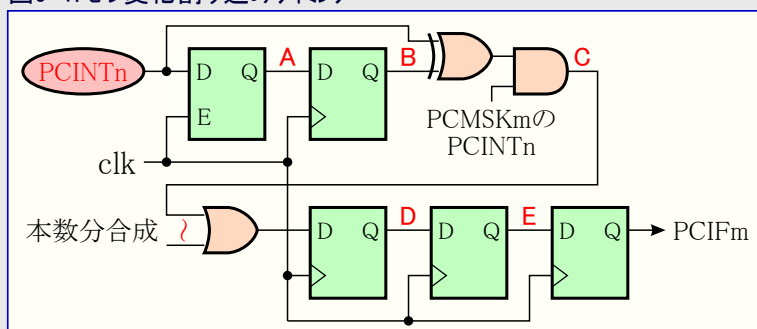 PCINTn
D Q
E
A
D Q
B
C
PCMSKmの
PCINTn
clk
本数分合成
D Q
D
D Q
E
D Q
PCIFm